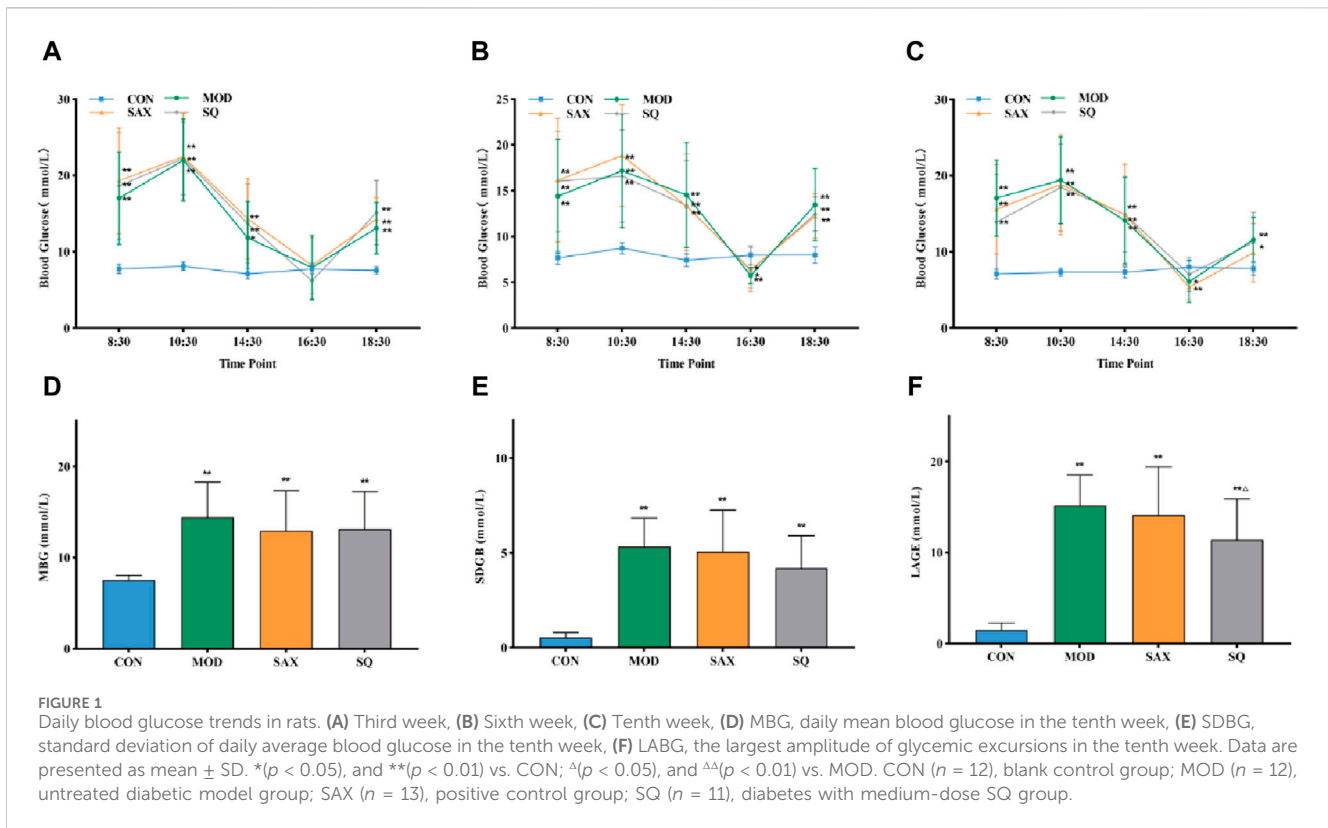 A
B
C
CON MOD
SAX SQ
CON MOD
SAX SQ
CON MOD
SAX SQ
Blood Glucose ( mmol/L)
30
20
10
0
** ** ** ** ** ** ** ** * ** ** **
8:30 10:30 14:30 16:30 18:30
Time Point
Blood Glucose ( mmol/L)
25
20
15
10
5
0
8:30 10:30 14:30 16:30 18:30
Time Point
Blood Glucose ( mmol/L)
30
20
10
0
8:30 10:30 14:30 16:30 18:30
Time Point
D
E
F
MBG (mmol/L)
20
10
0
** ** **
CON MOD SAX SQ
SDGB (mmol/L)
10
5
0
** ** **
CON MOD SAX SQ
LAGE (mmol/L)
20
10
0
** ** **△
CON MOD SAX SQ
FIGURE 1
Daily blood glucose trends in rats. (A) Third week, (B) Sixth week, (C) Tenth week, (D) MBG, daily mean blood glucose in the tenth week, (E) SDBG,
standard deviation of daily average blood glucose in the tenth week, (F) LABG, the largest amplitude of glycemic excursions in the tenth week. Data are
presented as mean ± SD. *(p < 0.05), and **(p < 0.01) vs. CON; △(p < 0.05), and △△(p < 0.01) vs. MOD. CON (n = 12), blank control group; MOD (n = 12),
untreated diabetic model group; SAX (n = 13), positive control group; SQ (n = 11), diabetes with medium-dose SQ group.